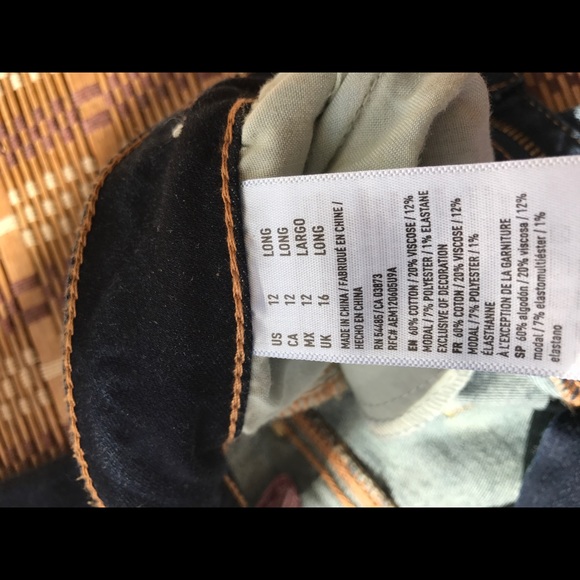 US 12 LONG
CA 12 LONG
MX 12 LARGO
UK 16 LONG
MADE IN CHINA / FABRIQUÉ EN CHINE /
HECHO EN CHINA
RN 54485/CA 03873
RFC# AEM120606U9A
EN 60% COTTON / 20% VISCOSE / 12%
MODAL / 7% POLYESTER / 1% ELASTANE
EXCLUSIVE OF DECORATION
FR 60% COTON / 20% VISCOSE / 12%
MODAL / 7% POLYESTER / 1%
ÉLASTHANNE
À L'EXCEPTION DE LA GARNITURE
SP 60% algodón / 20% viscosa / 12%
modal / 7% elastomultiéster / 1%
elastano